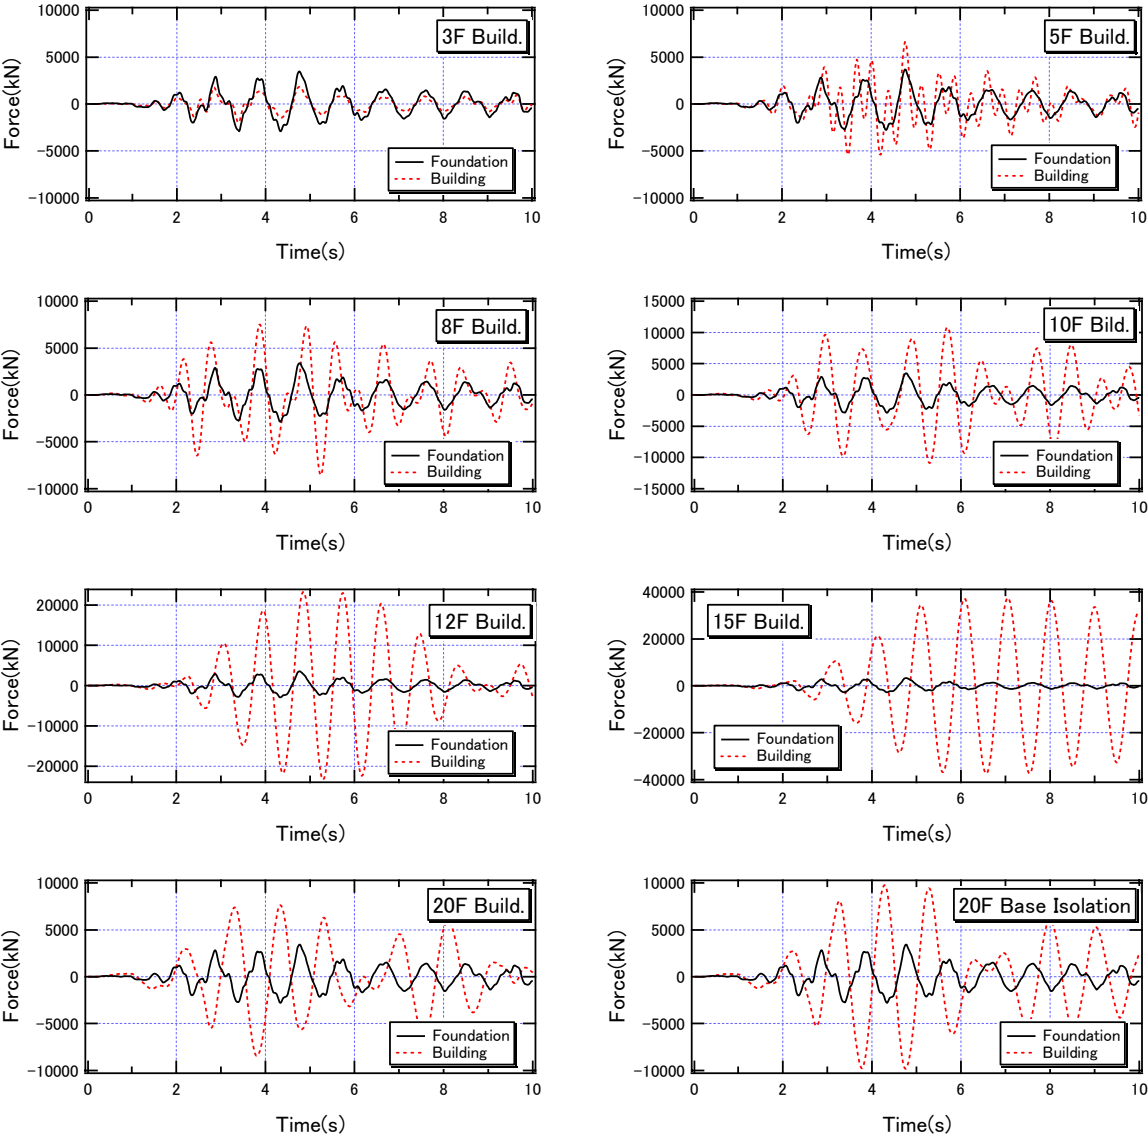 10000
5000
0
-5000
-10000
Force(kN)
3F Build.
Foundation
Building
0 2 4 6 8 10
Time(s)
10000
5000
0
-5000
-10000
Force(kN)
5F Build.
Foundation
Building
0 2 4 6 8 10
Time(s)
10000
5000
0
-5000
-10000
Force(kN)
8F Build.
Foundation
Building
0 2 4 6 8 10
Time(s)
15000
10000
5000
0
-5000
-10000
-15000
Force(kN)
10F Bild.
Foundation
Building
0 2 4 6 8 10
Time(s)
20000
10000
0
-10000
-20000
Force(kN)
12F Build.
Foundation
Building
0 2 4 6 8 10
Time(s)
40000
20000
0
-20000
-40000
Force(kN)
15F Build.
Foundation
Building
0 2 4 6 8 10
Time(s)
10000
5000
0
-5000
-10000
Force(kN)
20F Build.
Foundation
Building
0 2 4 6 8 10
Time(s)
10000
5000
0
-5000
-10000
Force(kN)
20F Base Isolation
Foundation
Building
0 2 4 6 8 10
Time(s)